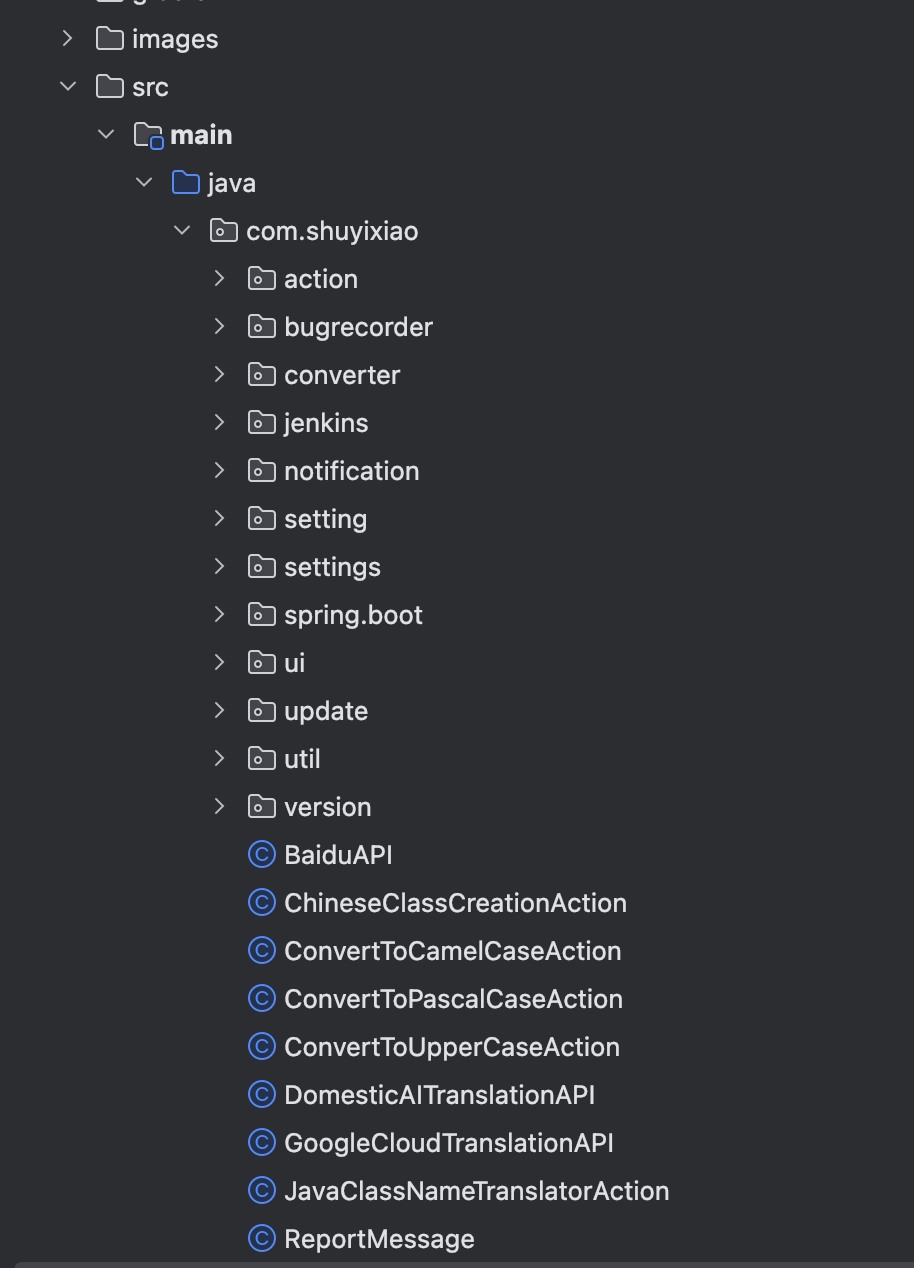 images
src
main
java
com.shuyixiao
action
bugrecorder
converter
jenkins
notification
setting
settings
spring.boot
ui
update
util
version
BaiduAPI
ChineseClassCreationAction
ConvertToCamelCaseAction
ConvertToPascalCaseAction
ConvertToUpperCaseAction
DomesticAITranslationAPI
GoogleCloudTranslationAPI
JavaClassNameTranslatorAction
ReportMessage